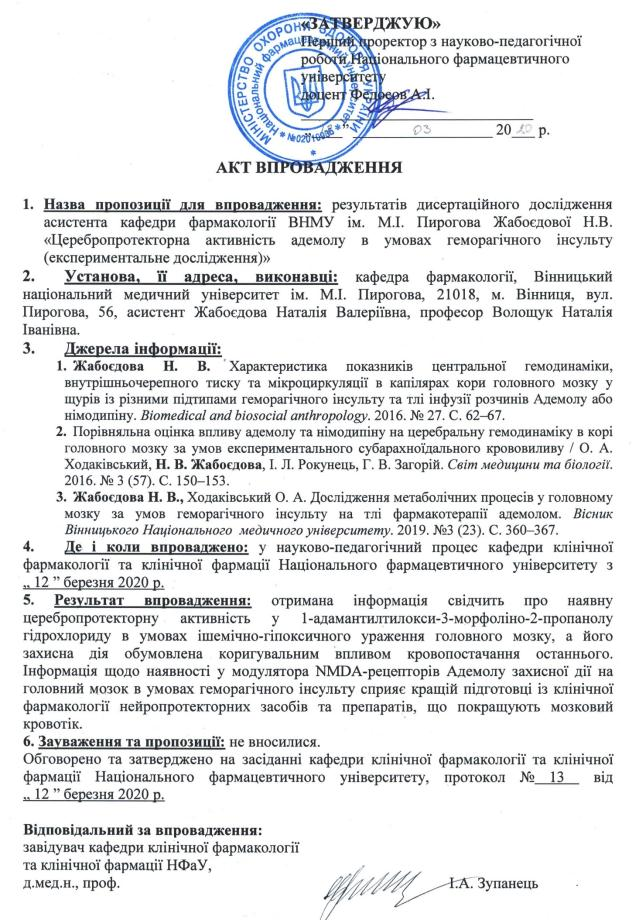 «ЗАТВЕРДЖУЮ»
Перший проректор з науково-педагогічної
роботи Національного фармацевтичного
університету
доцент Федосов А.І.
03 2020 р.
МІНІСТЕРСТВО ОХОРОНИ ЗДОРОВ'Я УКРАЇНИ
Національний фармацевтичний університет
АКТ ВПРОВАДЖЕННЯ
1. Назва пропозиції для впровадження: результатів дисертаційного дослідження
асистента кафедри фармакології ВНМУ ім. М.І. Пирогова Жабоєдової Н.В.
«Церебропротекторна активність адемолу в умовах геморагічного інсульту
(експериментальне дослідження)»
2. Установа, її адреса, виконавці: кафедра фармакології, Вінницький
національний медичний університет ім. М.І. Пирогова, 21018, м. Вінниця, вул.
Пирогова, 56, асистент Жабоєдова Наталія Валеріївна, професор Волощук Наталія
Іванівна.
3. Джерела інформації:
1. Жабоєдова Н. В. Характеристика показників центральної гемодинаміки,
внутрішньочерепного тиску та мікроциркуляції в капілярах кори головного мозку у
щурів із різними підтипами геморагічного інсульту та тлі інфузії розчинів Адемолу або
німодипіну. Biomedical and biosocial anthropology. 2016. № 27. С. 62–67.
2. Порівняльна оцінка впливу адемолу та німодипіну на церебральну гемодинаміку в корі
головного мозку за умов експериментального субарахноїдального крововиливу / О. А.
Ходаківський, Н. В. Жабоєдова, І. Л. Рокунець, Г. В. Загорій. Світ медицини та біології.
2016. № 3 (57). С. 150–153.
3. Жабоєдова Н. В., Ходаківський О. А. Дослідження метаболічних процесів у головному
мозку за умов геморагічного інсульту на тлі фармакотерапії адемолом. Вісник
Вінницького Національного медичного університету. 2019. №3 (23). С. 360–367.
4. Де і коли впроваджено: у науково-педагогічний процес кафедри клінічної
фармакології та клінічної фармації Національного фармацевтичного університету з
„ 12 ” березня 2020 р.
5. Результат впровадження: отримана інформація свідчить про наявну
церебропротекторну активність у 1-адамантилтилокси-3-морфоліно-2-пропанолу
гідрохлориду в умовах ішемічно-гіпоксичного ураження головного мозку, а його
захисна дія обумовлена коригувальним впливом кровопостачання останнього.
Інформація щодо наявності у модулятора NMDA-рецепторів Адемолу захисної дії на
головний мозок в умовах геморагічного інсульту сприяє кращій підготовці із клінічної
фармакології нейропротекторних засобів та препаратів, що покращують мозковий
кровотік.
6. Зауваження та пропозиції: не вносилися.
Обговорено та затверджено на засіданні кафедри клінічної фармакології та клінічної
фармації Національного фармацевтичного університету, протокол № 13 від
„ 12 ” березня 2020 р.
Відповідальний за впровадження:
завідувач кафедри клінічної фармакології
та клінічної фармації НФаУ,
д.мед.н., проф. І.А. Зупанець